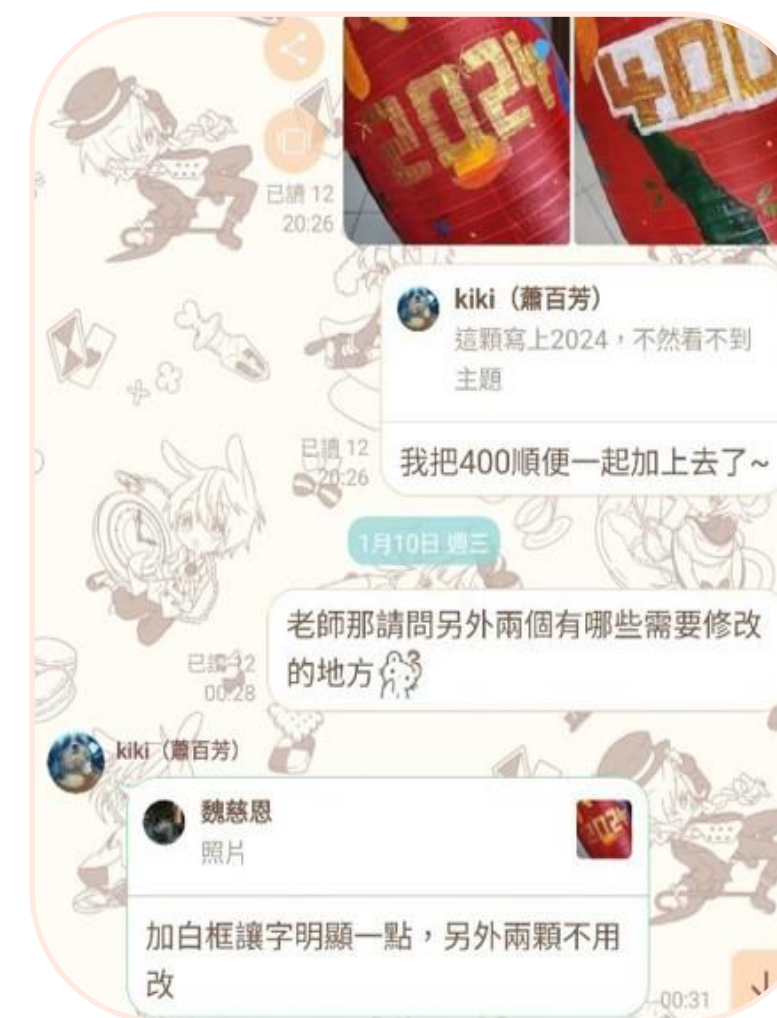 2024
400
已讀 12
20:26
kiki（蕭百芳）
這顆寫上2024，不然看不到
主題
已讀 12
20:26
我把400順便一起加上去了~
1月10日 週三
老師那請問另外兩個有哪些需要修改
的地方
已讀 12
00:28
kiki（蕭百芳）
魏慈恩
照片
2024
加白框讓字明顯一點，另外兩顆不用
改
00:31